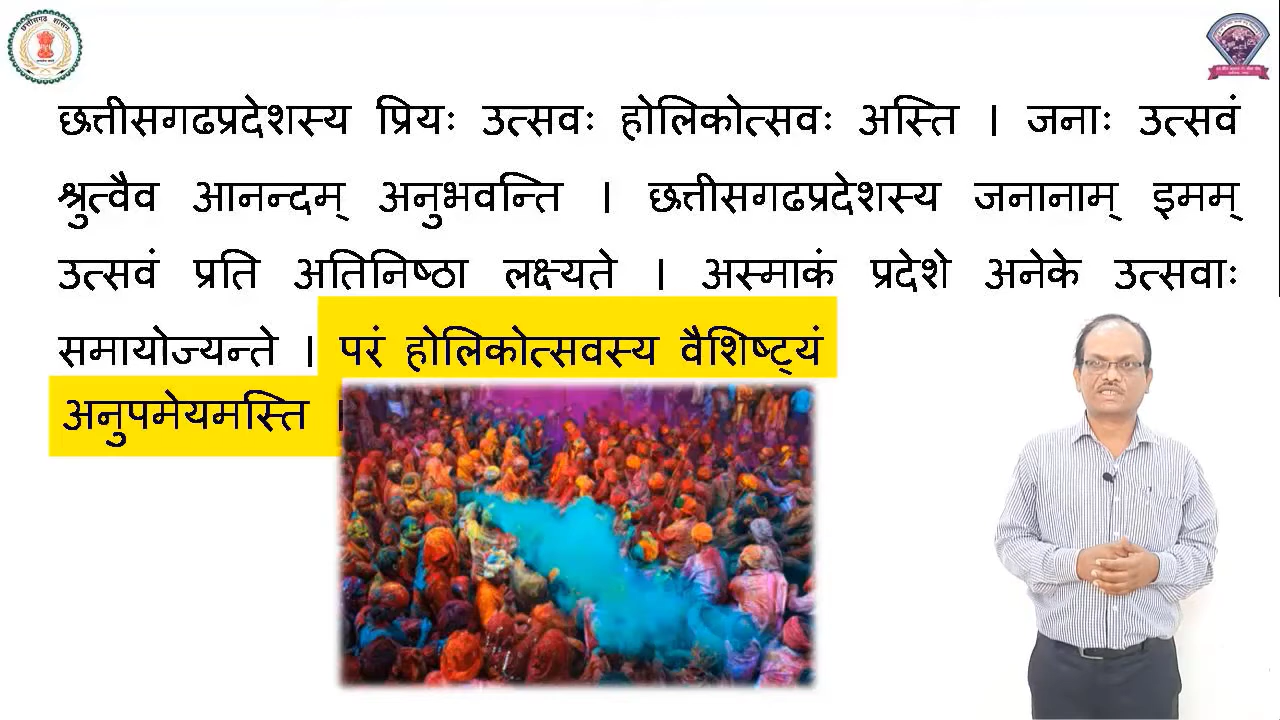 छत्तीसगढप्रदेशस्य प्रियः उत्सवः होलिकोत्सवः अस्ति । जनाः उत्सवं
श्रुत्वैव आनन्दम् अनुभवन्ति । छत्तीसगढप्रदेशस्य जनानाम् इमम्
उत्सवं प्रति अतिनिष्ठा लक्ष्यते । अस्माकं प्रदेशे अनेके उत्सवाः
समायोज्यन्ते । परं होलिकोत्सवस्य वैशिष्ट्यं
अनुपमेयमस्ति ।